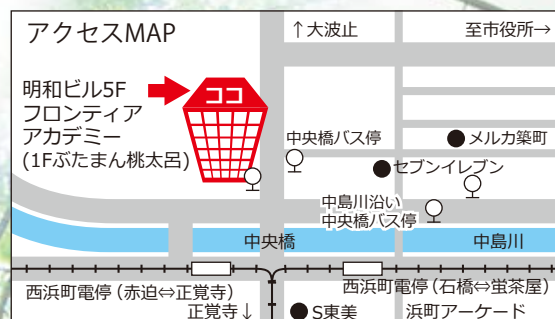 アクセスMAP
↑大波止
至市役所→
明和ビル5F
フロンティア
アカデミー
(1Fぶたまん桃太呂)
ココ
中央橋バス停
メルカ築町
セブンイレブン
中島川沿い
中央橋バス停
中央橋
中島川
西浜町電停(赤迫⇔正覚寺)
西浜町電停(石橋⇔蛍茶屋)
正覚寺↓
S東美
浜町アーケード